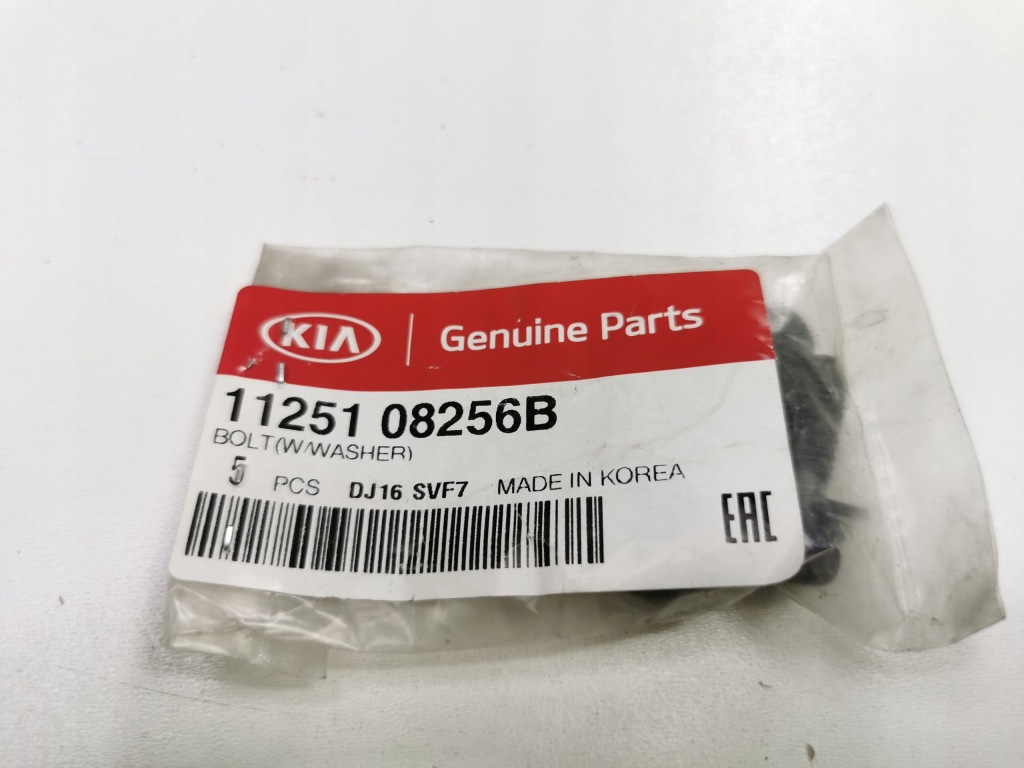 KIA Genuine Parts
11251 08256B
BOLT(W/WASHER)
5 PCS DJ16 SVF7 MADE IN KOREA
EAC